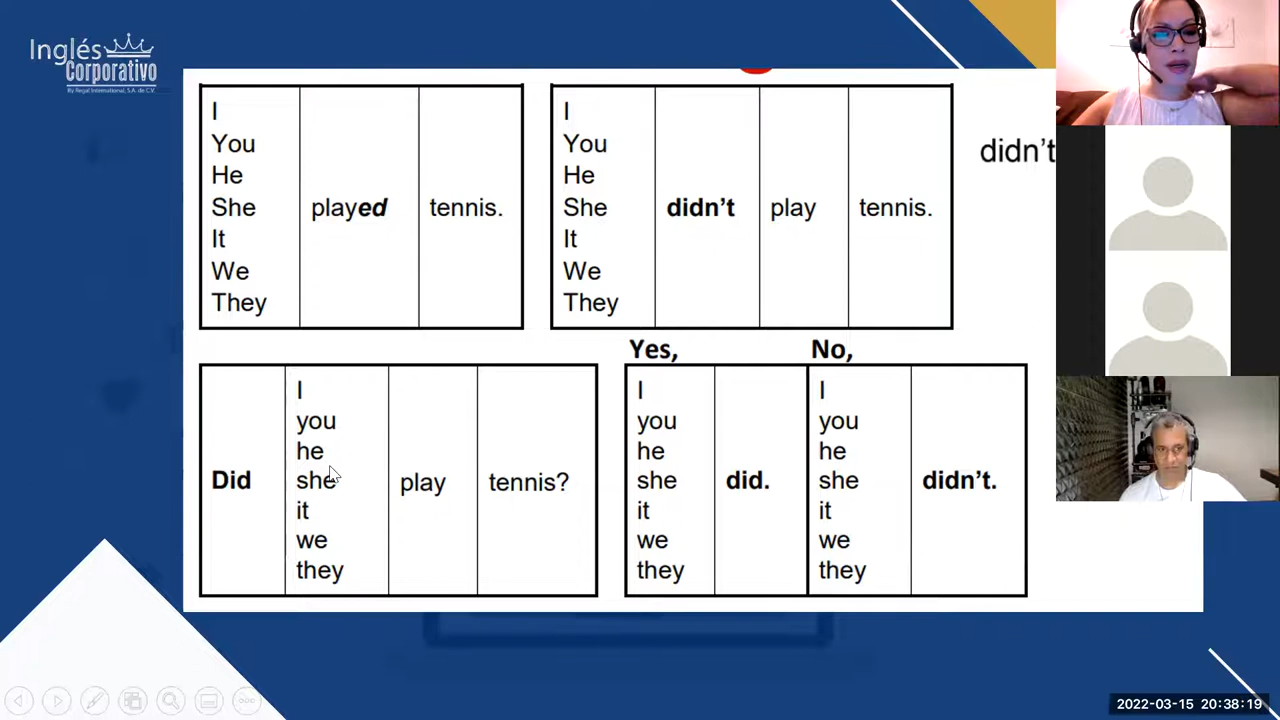 Inglés
Corporativo
By Regal International, S.A. de C.V.
I
You
He
She
It
We
They
played
tennis.
I
You
He
She
It
We
They
didn't
play
tennis.
didn't
Did
I
you
he
she
it
we
they
play
tennis?
Yes,
I
you
he
she
it
we
they
did.
No,
I
you
he
she
it
we
they
didn't.
2022-03-15 20:38:19